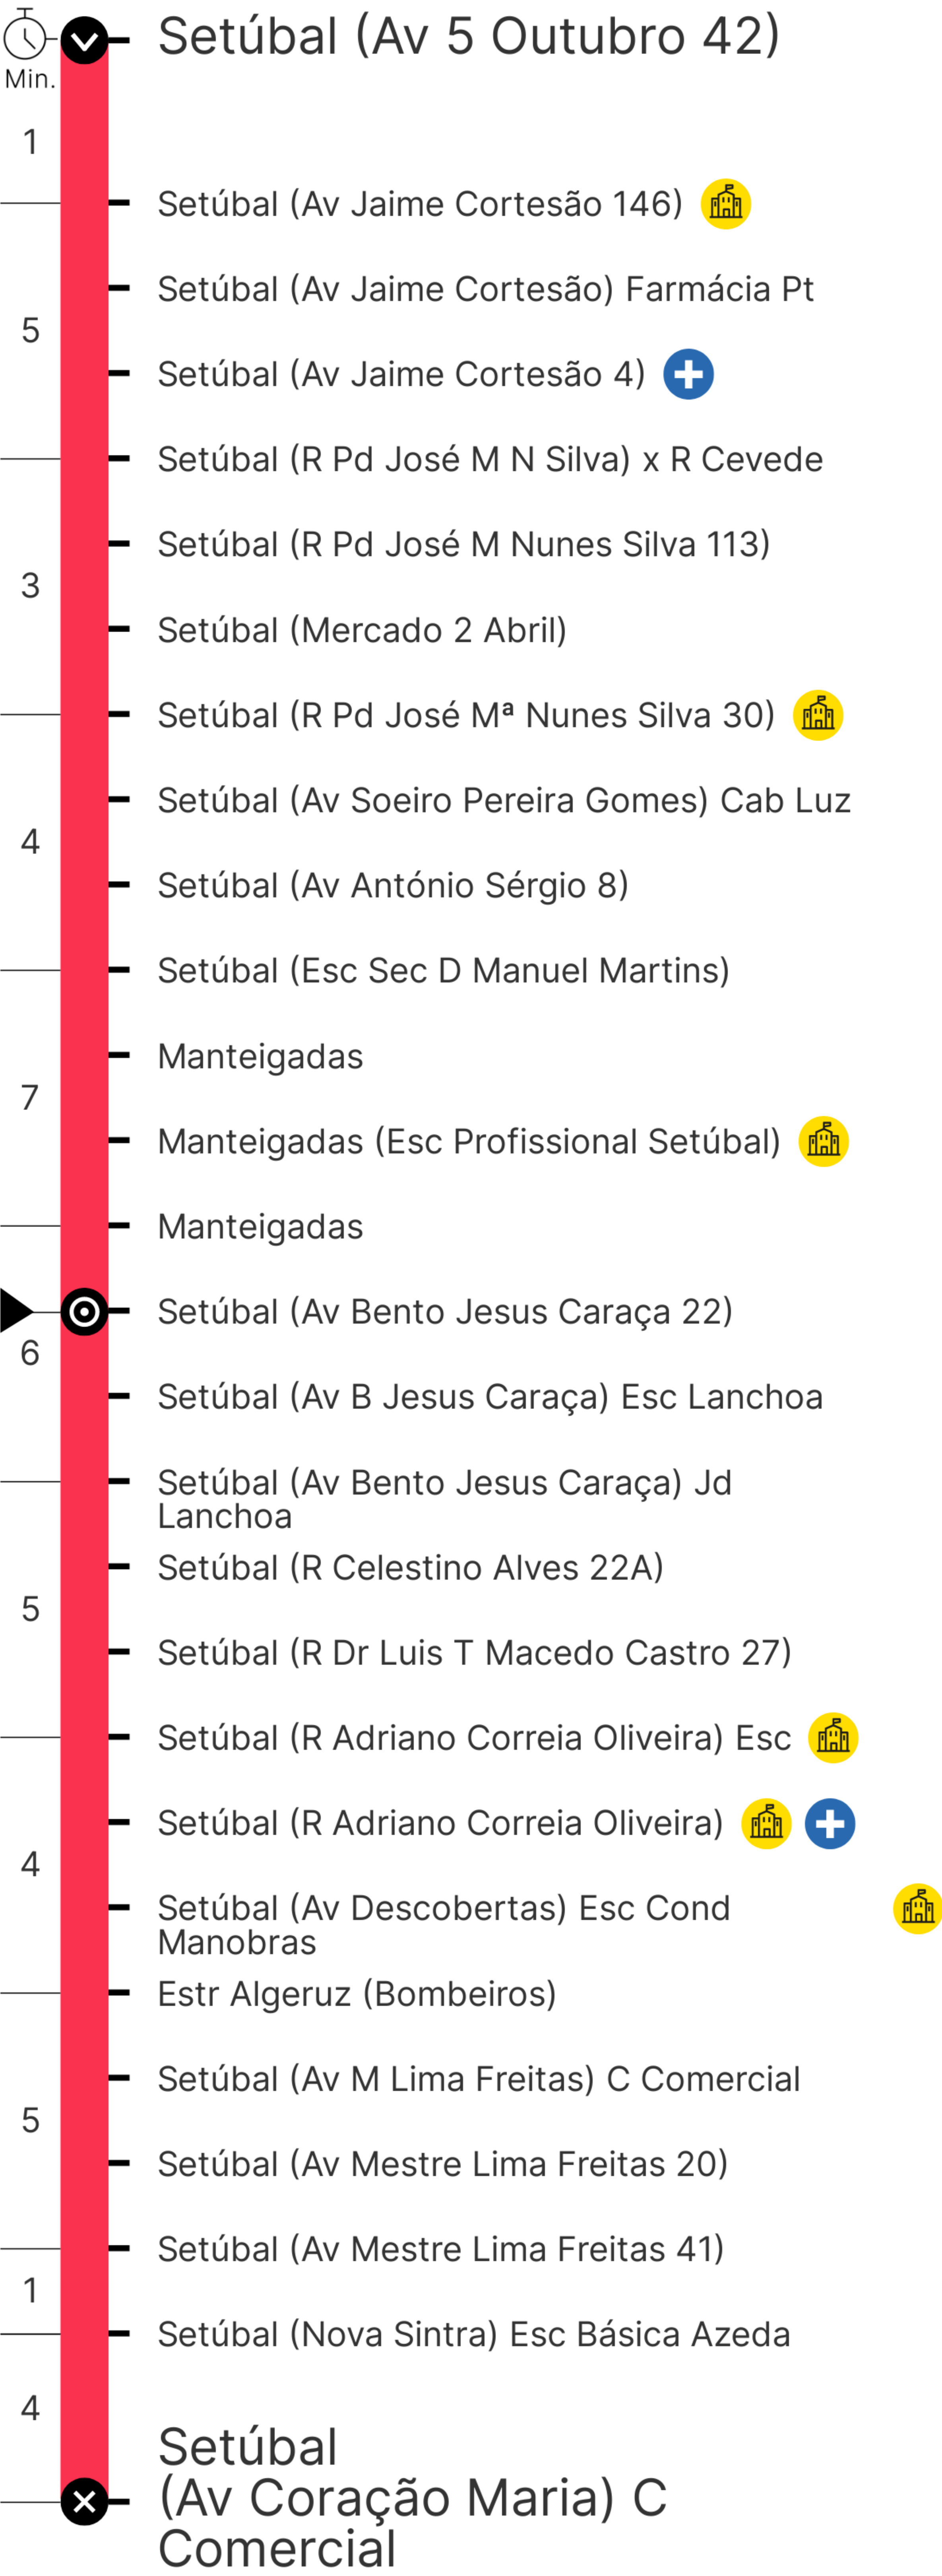 Setúbal (Av 5 Outubro 42)
Min.
1
Setúbal (Av Jaime Cortesão 146)
Setúbal (Av Jaime Cortesão) Farmácia Pt
5
Setúbal (Av Jaime Cortesão 4)
Setúbal (R Pd José M N Silva) x R Cevede
Setúbal (R Pd José M Nunes Silva 113)
3
Setúbal (Mercado 2 Abril)
Setúbal (R Pd José Mª Nunes Silva 30)
Setúbal (Av Soeiro Pereira Gomes) Cab Luz
4
Setúbal (Av António Sérgio 8)
Setúbal (Esc Sec D Manuel Martins)
Manteigadas
7
Manteigadas (Esc Profissional Setúbal)
Manteigadas
Setúbal (Av Bento Jesus Caraça 22)
6
Setúbal (Av B Jesus Caraça) Esc Lanchoa
Setúbal (Av Bento Jesus Caraça) Jd
Lanchoa
Setúbal (R Celestino Alves 22A)
5
Setúbal (R Dr Luis T Macedo Castro 27)
Setúbal (R Adriano Correia Oliveira) Esc
Setúbal (R Adriano Correia Oliveira)
4
Setúbal (Av Descobertas) Esc Cond
Manobras
Estr Algeruz (Bombeiros)
Setúbal (Av M Lima Freitas) C Comercial
5
Setúbal (Av Mestre Lima Freitas 20)
Setúbal (Av Mestre Lima Freitas 41)
1
Setúbal (Nova Sintra) Esc Básica Azeda
4
Setúbal
(Av Coração Maria) C
Comercial